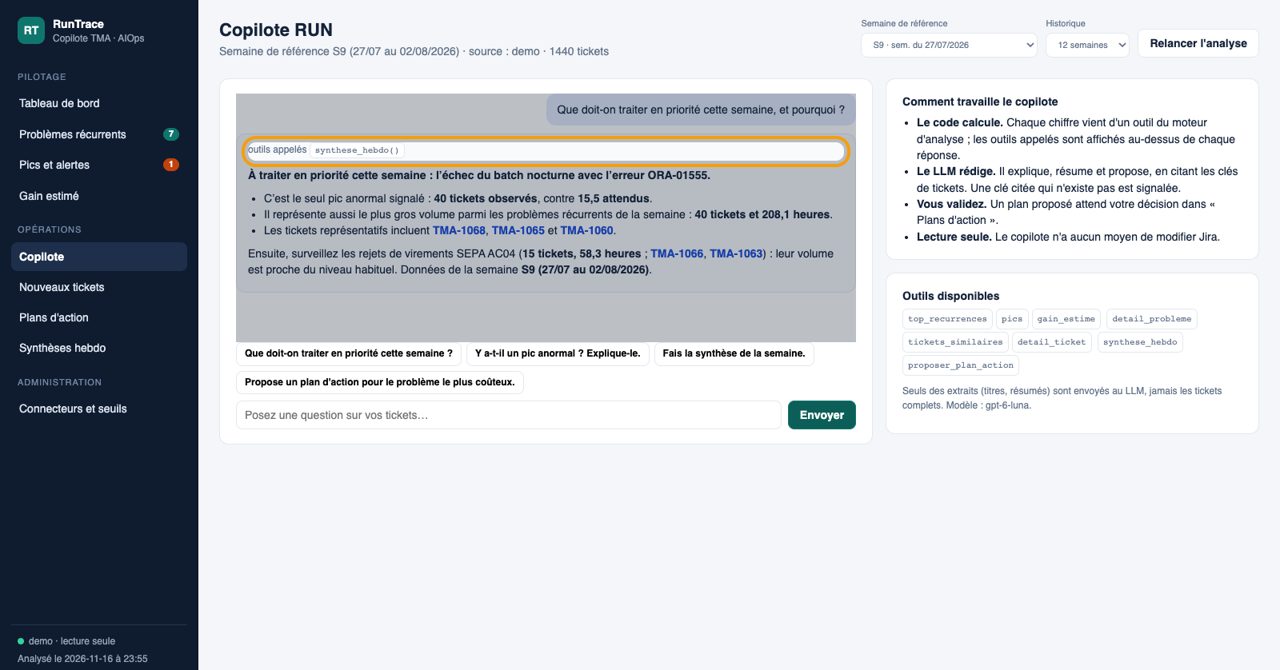 RT
RunTrace
Copilote TMA · AIOps
PILOTAGE
Tableau de bord
Problèmes récurrents 7
Pics et alertes 1
Gain estimé
OPÉRATIONS
Copilote
Nouveaux tickets
Plans d'action
Synthèses hebdo
ADMINISTRATION
Connecteurs et seuils
demo · lecture seule
Analysé le 2026-11-16 à 23:55
Copilote RUN
Semaine de référence S9 (27/07 au 02/08/2026) · source : demo · 1440 tickets
Semaine de référence
S9 · sem. du 27/07/2026
Historique
12 semaines
Relancer l'analyse
Que doit-on traiter en priorité cette semaine, et pourquoi ?
outils appelés synthese_hebdo()
À traiter en priorité cette semaine : l’échec du batch nocturne avec l’erreur ORA-01555.
• C’est le seul pic anormal signalé : 40 tickets observés, contre 15,5 attendus.
• Il représente aussi le plus gros volume parmi les problèmes récurrents de la semaine : 40 tickets et 208,1 heures.
• Les tickets représentatifs incluent TMA-1068, TMA-1065 et TMA-1060.
Ensuite, surveillez les rejets de virements SEPA AC04 (15 tickets, 58,3 heures ; TMA-1066, TMA-1063) : leur volume
est proche du niveau habituel. Données de la semaine S9 (27/07 au 02/08/2026).
Que doit-on traiter en priorité cette semaine ?
Y a-t-il un pic anormal ? Explique-le.
Fais la synthèse de la semaine.
Propose un plan d'action pour le problème le plus coûteux.
Posez une question sur vos tickets…
Envoyer
Comment travaille le copilote
• Le code calcule. Chaque chiffre vient d'un outil du moteur
d'analyse ; les outils appelés sont affichés au-dessus de chaque
réponse.
• Le LLM rédige. Il explique, résume et propose, en citant les clés
de tickets. Une clé citée qui n'existe pas est signalée.
• Vous validez. Un plan proposé attend votre décision dans «
Plans d'action ».
• Lecture seule. Le copilote n'a aucun moyen de modifier Jira.
Outils disponibles
top_recurrences pics gain_estime detail_probleme
tickets_similaires detail_ticket synthese_hebdo
proposer_plan_action
Seuls des extraits (titres, résumés) sont envoyés au LLM, jamais les tickets
complets. Modèle : gpt-6-luna.